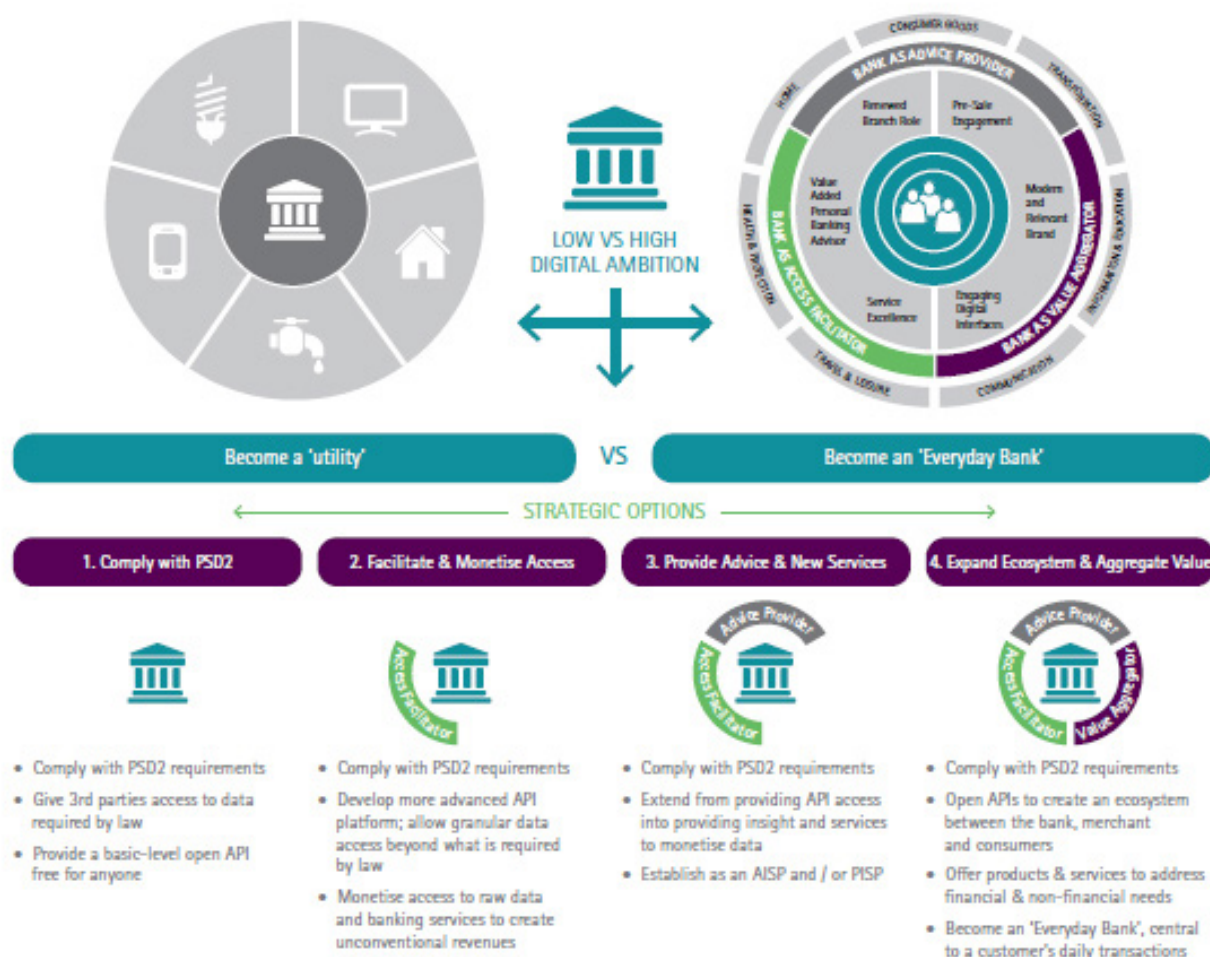 CONSUMER GOODS
HOME
TRANSPORTATION
BANK AS ADVICE PROVIDER
Renewed
Branch Role
Pre-Sale
Engagement
Value
Added
Personal
Banking
Advisor
Modern
and
Relevant
Brand
HEALTH & PROTECTION
BANK AS ACCESS FACILITATOR
BANK AS VALUE AGGREGATOR
INFORMATION & EDUCATION
Service
Excellence
Engaging
Digital
Interfaces
TRAVEL & LOSURE
COMMUNICATION
LOW VS HIGH
DIGITAL AMBITION
Become a 'utility'
VS
Become an 'Everyday Bank'
STRATEGIC OPTIONS
1. Comply with PSD2
2. Facilitate & Monetise Access
3. Provide Advice & New Services
4. Expand Ecosystem & Aggregate Value
Access Facilitator
Advice Provider
Access Facilitator
Advice Provider
Access Facilitator
Value Aggregator
• Comply with PSD2 requirements
• Give 3rd parties access to data
required by law
• Provide a basic-level open API
free for anyone
• Comply with PSD2 requirements
• Develop more advanced API
platform; allow granular data
access beyond what is required
by law
• Monetise access to raw data
and banking services to create
unconventional revenues
• Comply with PSD2 requirements
• Extend from providing API access
into providing insight and services
to monetise data
• Establish as an AISP and / or PISP
• Comply with PSD2 requirements
• Open APIs to create an ecosystem
between the bank, merchant
and consumers
• Offer products & services to address
financial & non-financial needs
• Become an 'Everyday Bank', central
to a customer's daily transactions